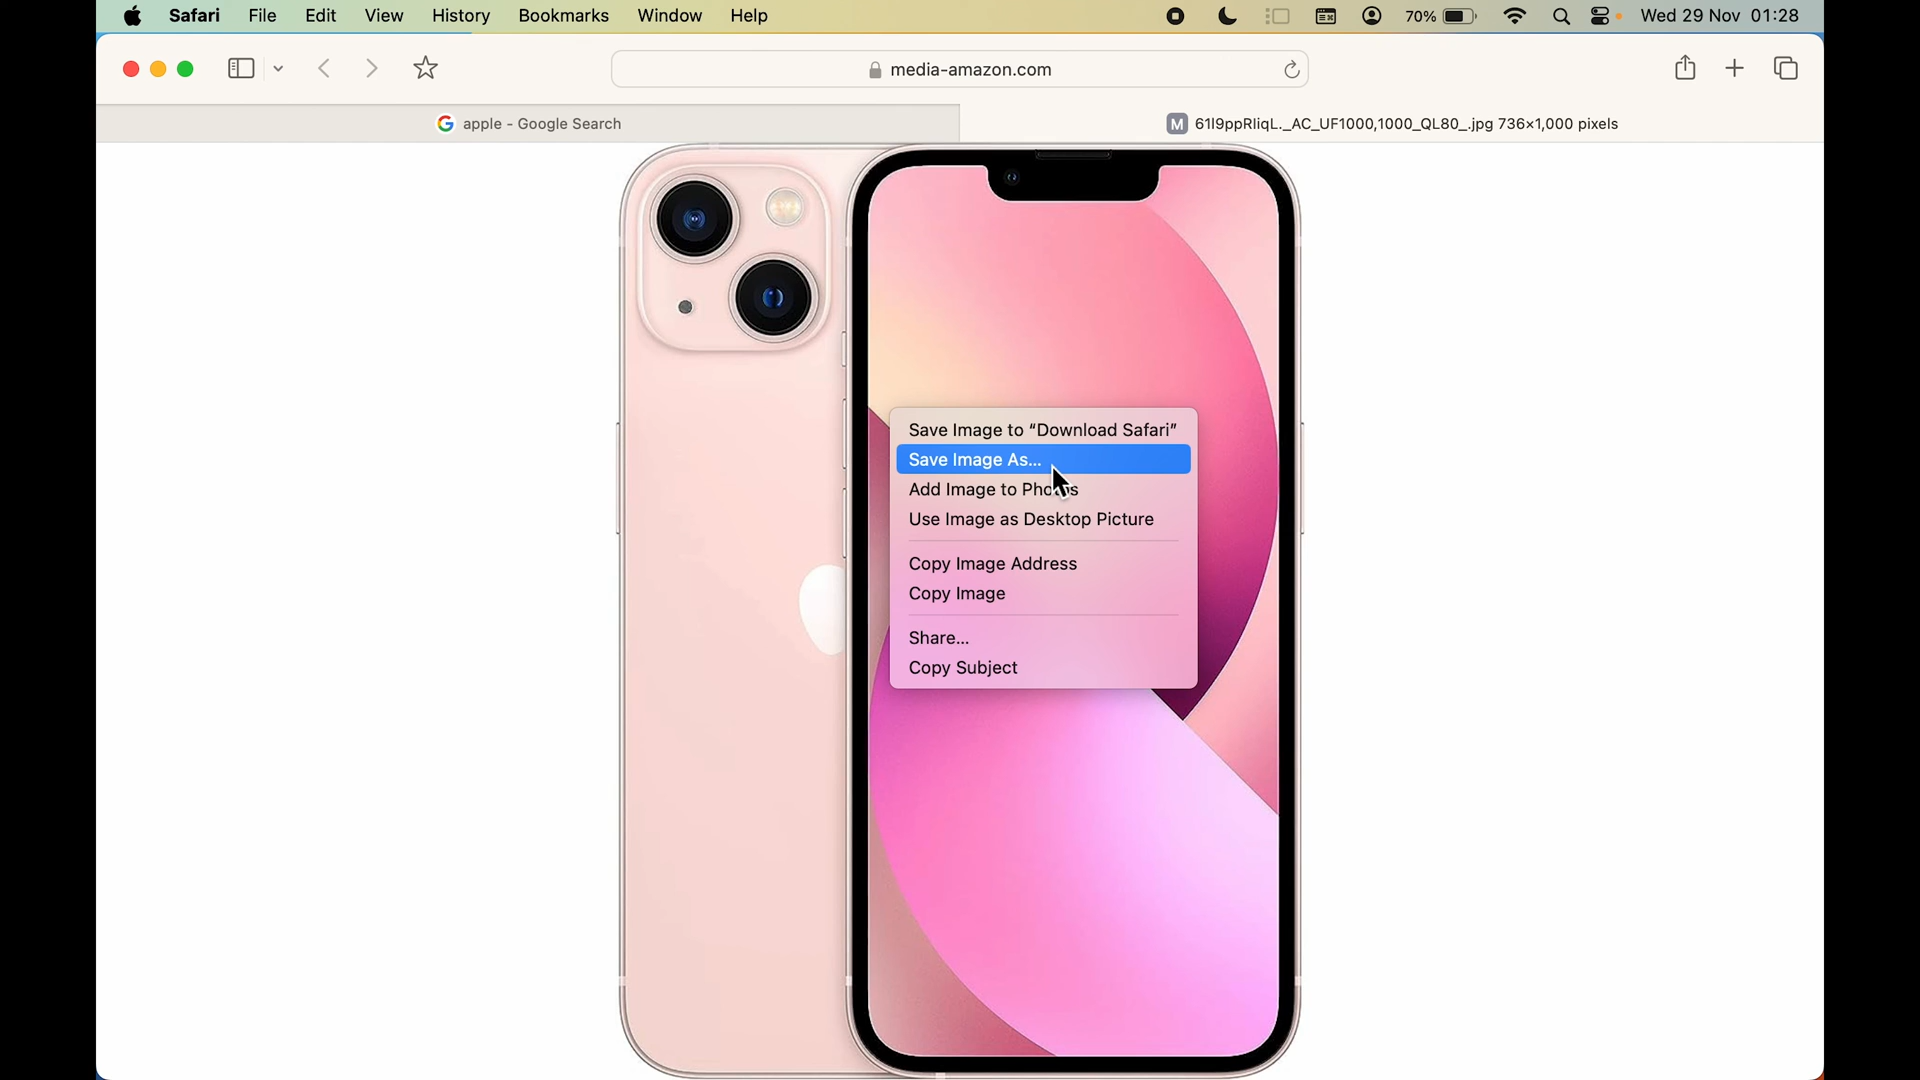 Safari File Edit View History Bookmarks Window Help 70% Wed 29 Nov 01:28
media-amazon.com
G apple - Google Search
M 61l9ppRliqL._AC_UF1000,1000_QL80_.jpg 736×1,000 pixels
Save Image to “Download Safari”
Save Image As...
Add Image to Photos
Use Image as Desktop Picture
Copy Image Address
Copy Image
Share...
Copy Subject